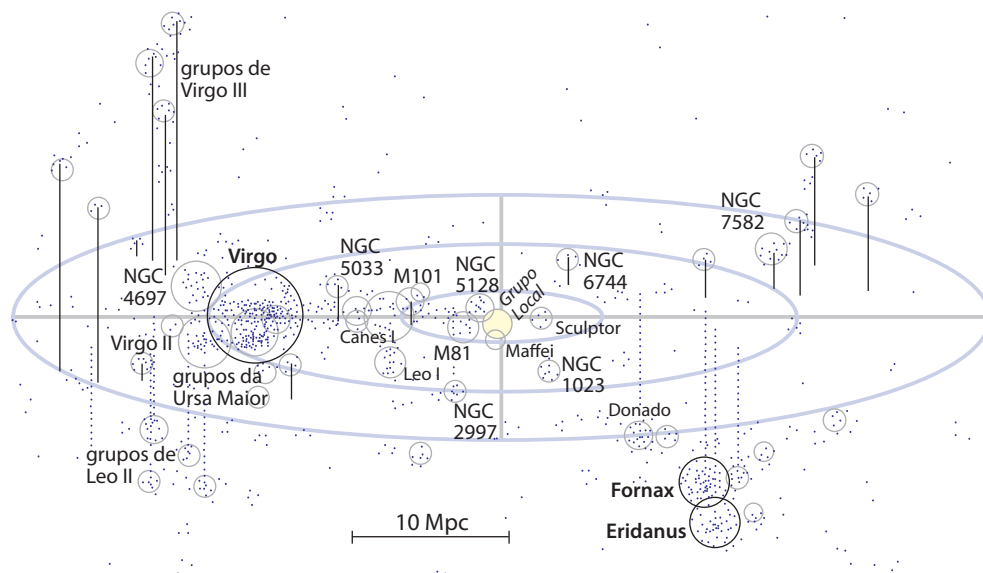 grupos de
Virgo III
NGC
7582
Virgo
NGC
5033
M101
NGC
5128
Grupo
Local
NGC
6744
NGC
4697
Virgo II
Canes I
Leo I
M81
Maffei
Sculptor
NGC
1023
grupos da
Ursa Maior
NGC
2997
Donado
grupos de
Leo II
Fornax
Eridanus
10 Mpc